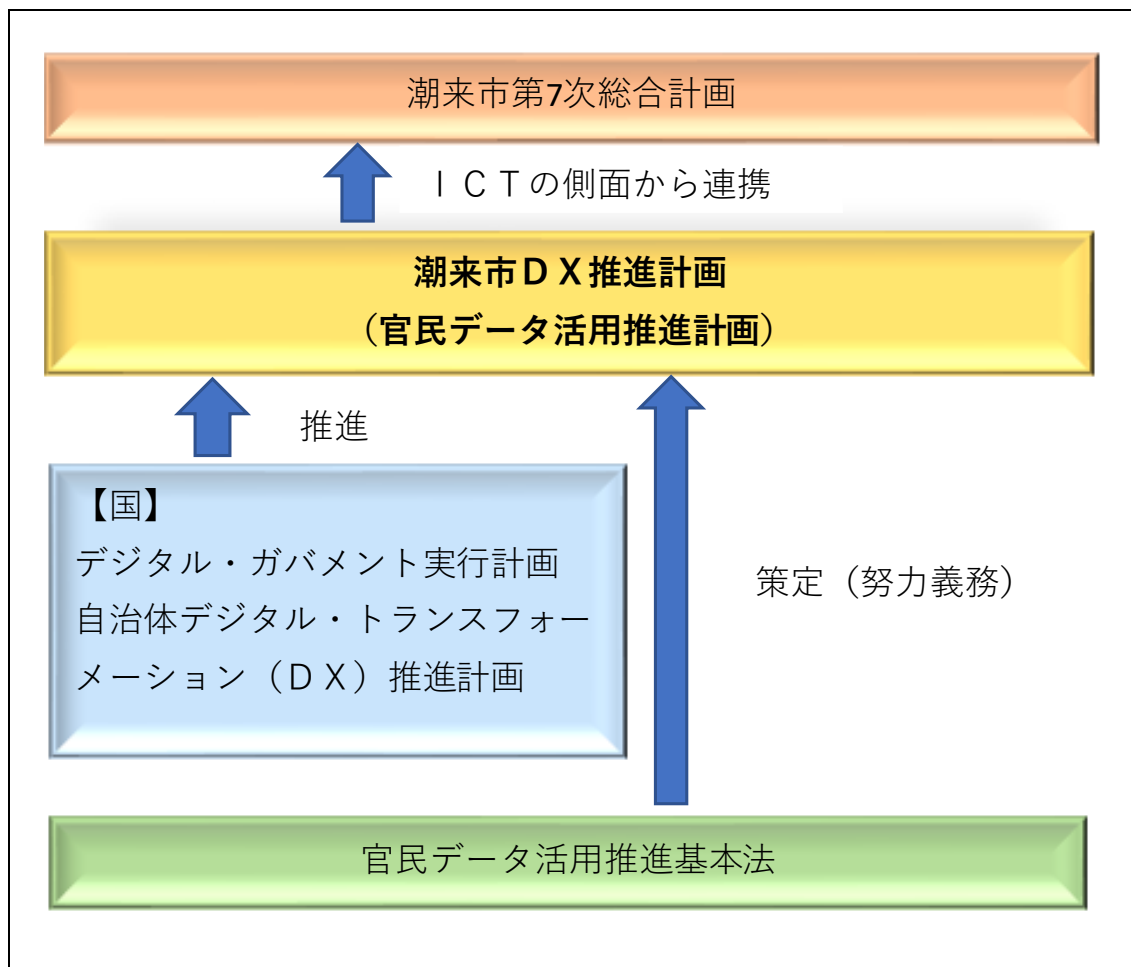 潮来市第7次総合計画
ＩＣＴの側面から連携
潮来市ＤＸ推進計画
（官民データ活用推進計画）
推進
【国】
デジタル・ガバメント実行計画
自治体デジタル・トランスフォー
メーション（ＤＸ）推進計画
策定（努力義務）
官民データ活用推進基本法